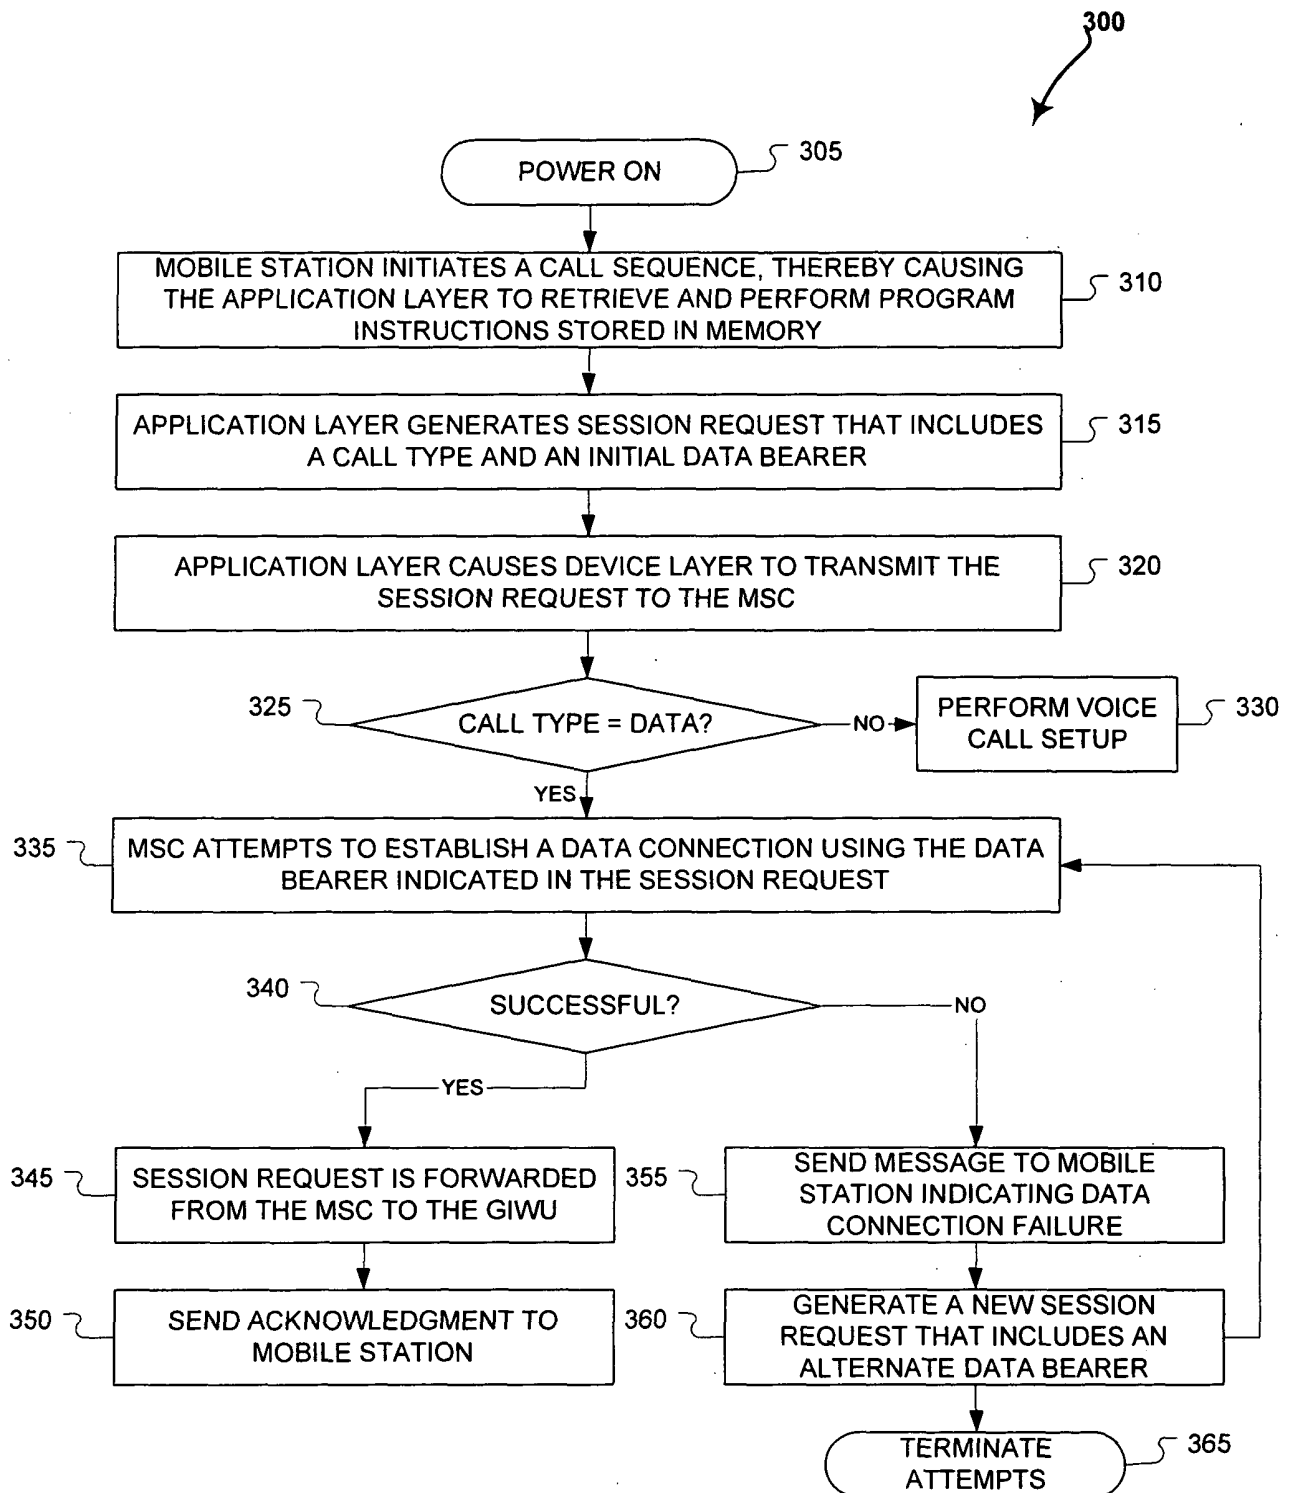 300
POWER ON
305
MOBILE STATION INITIATES A CALL SEQUENCE, THEREBY CAUSING
THE APPLICATION LAYER TO RETRIEVE AND PERFORM PROGRAM
INSTRUCTIONS STORED IN MEMORY
310
APPLICATION LAYER GENERATES SESSION REQUEST THAT INCLUDES
A CALL TYPE AND AN INITIAL DATA BEARER
315
APPLICATION LAYER CAUSES DEVICE LAYER TO TRANSMIT THE
SESSION REQUEST TO THE MSC
320
325
CALL TYPE = DATA?
NO
PERFORM VOICE
CALL SETUP
330
YES
335
MSC ATTEMPTS TO ESTABLISH A DATA CONNECTION USING THE DATA
BEARER INDICATED IN THE SESSION REQUEST
340
SUCCESSFUL?
NO
YES
345
SESSION REQUEST IS FORWARDED
FROM THE MSC TO THE GIWU
355
SEND MESSAGE TO MOBILE
STATION INDICATING DATA
CONNECTION FAILURE
350
SEND ACKNOWLEDGMENT TO
MOBILE STATION
360
GENERATE A NEW SESSION
REQUEST THAT INCLUDES AN
ALTERNATE DATA BEARER
TERMINATE
ATTEMPTS
365